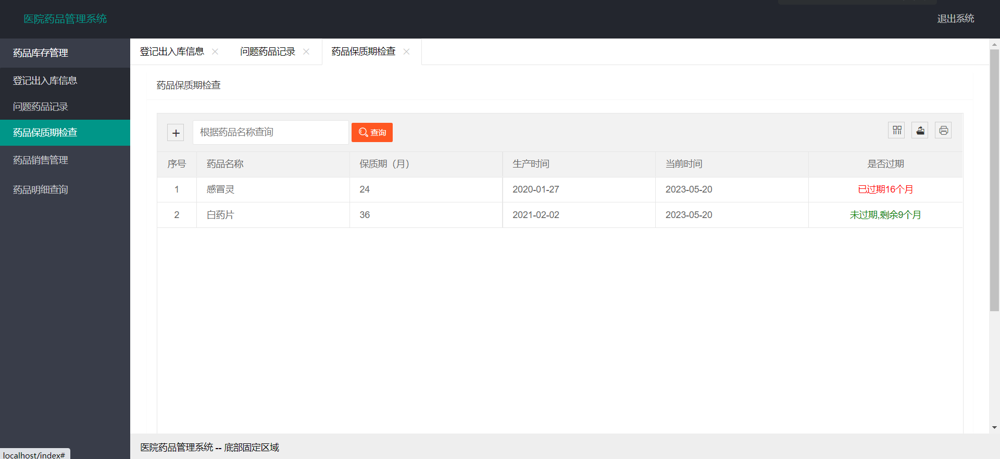 医院药品管理系统
退出系统
药品库存管理
登记出入库信息
问题药品记录
药品保质期检查
药品销售管理
药品明细查询
登记出入库信息 问题药品记录 药品保质期检查
药品保质期检查
根据药品名称查询 查询
序号 药品名称 保质期（月） 生产时间 当前时间 是否过期
1 感冒灵 24 2020-01-27 2023-05-20 已过期16个月
2 白药片 36 2021-02-02 2023-05-20 未过期,剩余9个月
医院药品管理系统 -- 底部固定区域
localhost/index#